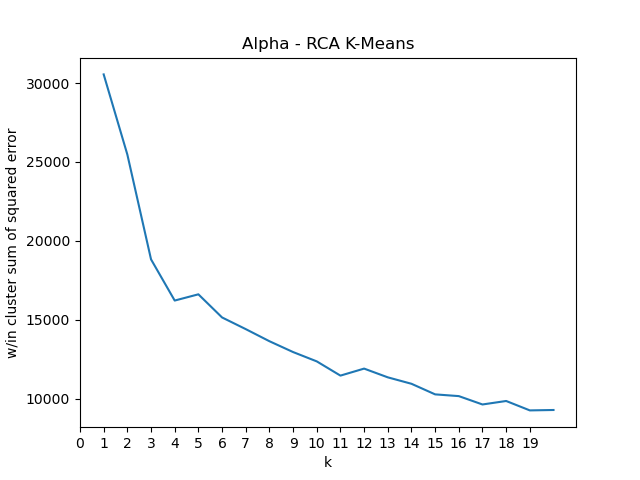 Alpha - RCA K-Means
30000
25000
20000
15000
10000
w/in cluster sum of squared error
0 1 2 3 4 5 6 7 8 9 10 11 12 13 14 15 16 17 18 19
k